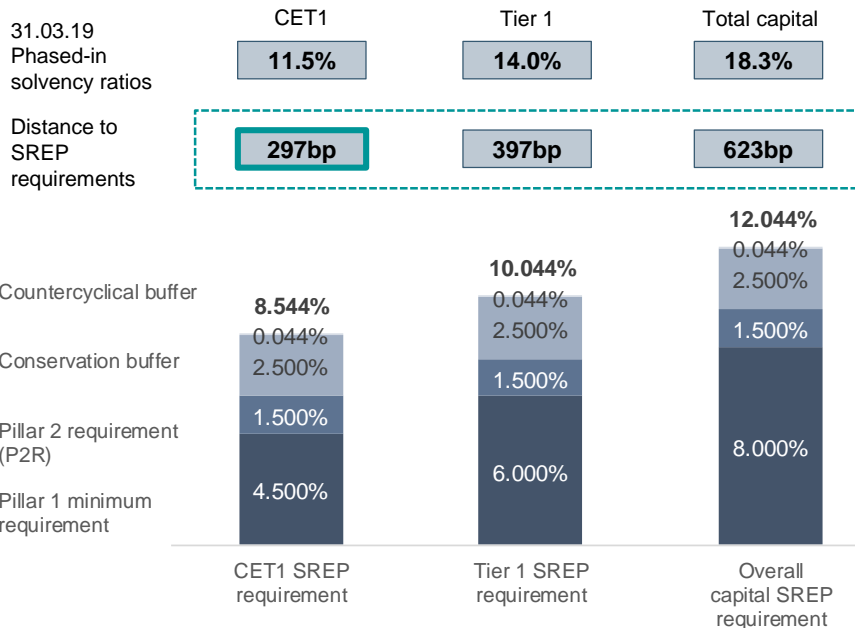 31.03.19
Phased-in
solvency ratios
CET1
Tier 1
Total capital
11.5%
14.0%
18.3%
Distance to
SREP
requirements
297bp
397bp
623bp
Countercyclical buffer
Conservation buffer
Pillar 2 requirement
(P2R)
Pillar 1 minimum
requirement
8.544%
0.044%
2.500%
1.500%
4.500%
10.044%
0.044%
2.500%
1.500%
6.000%
12.044%
0.044%
2.500%
1.500%
8.000%
CET1 SREP
requirement
Tier 1 SREP
requirement
Overall
capital SREP
requirement